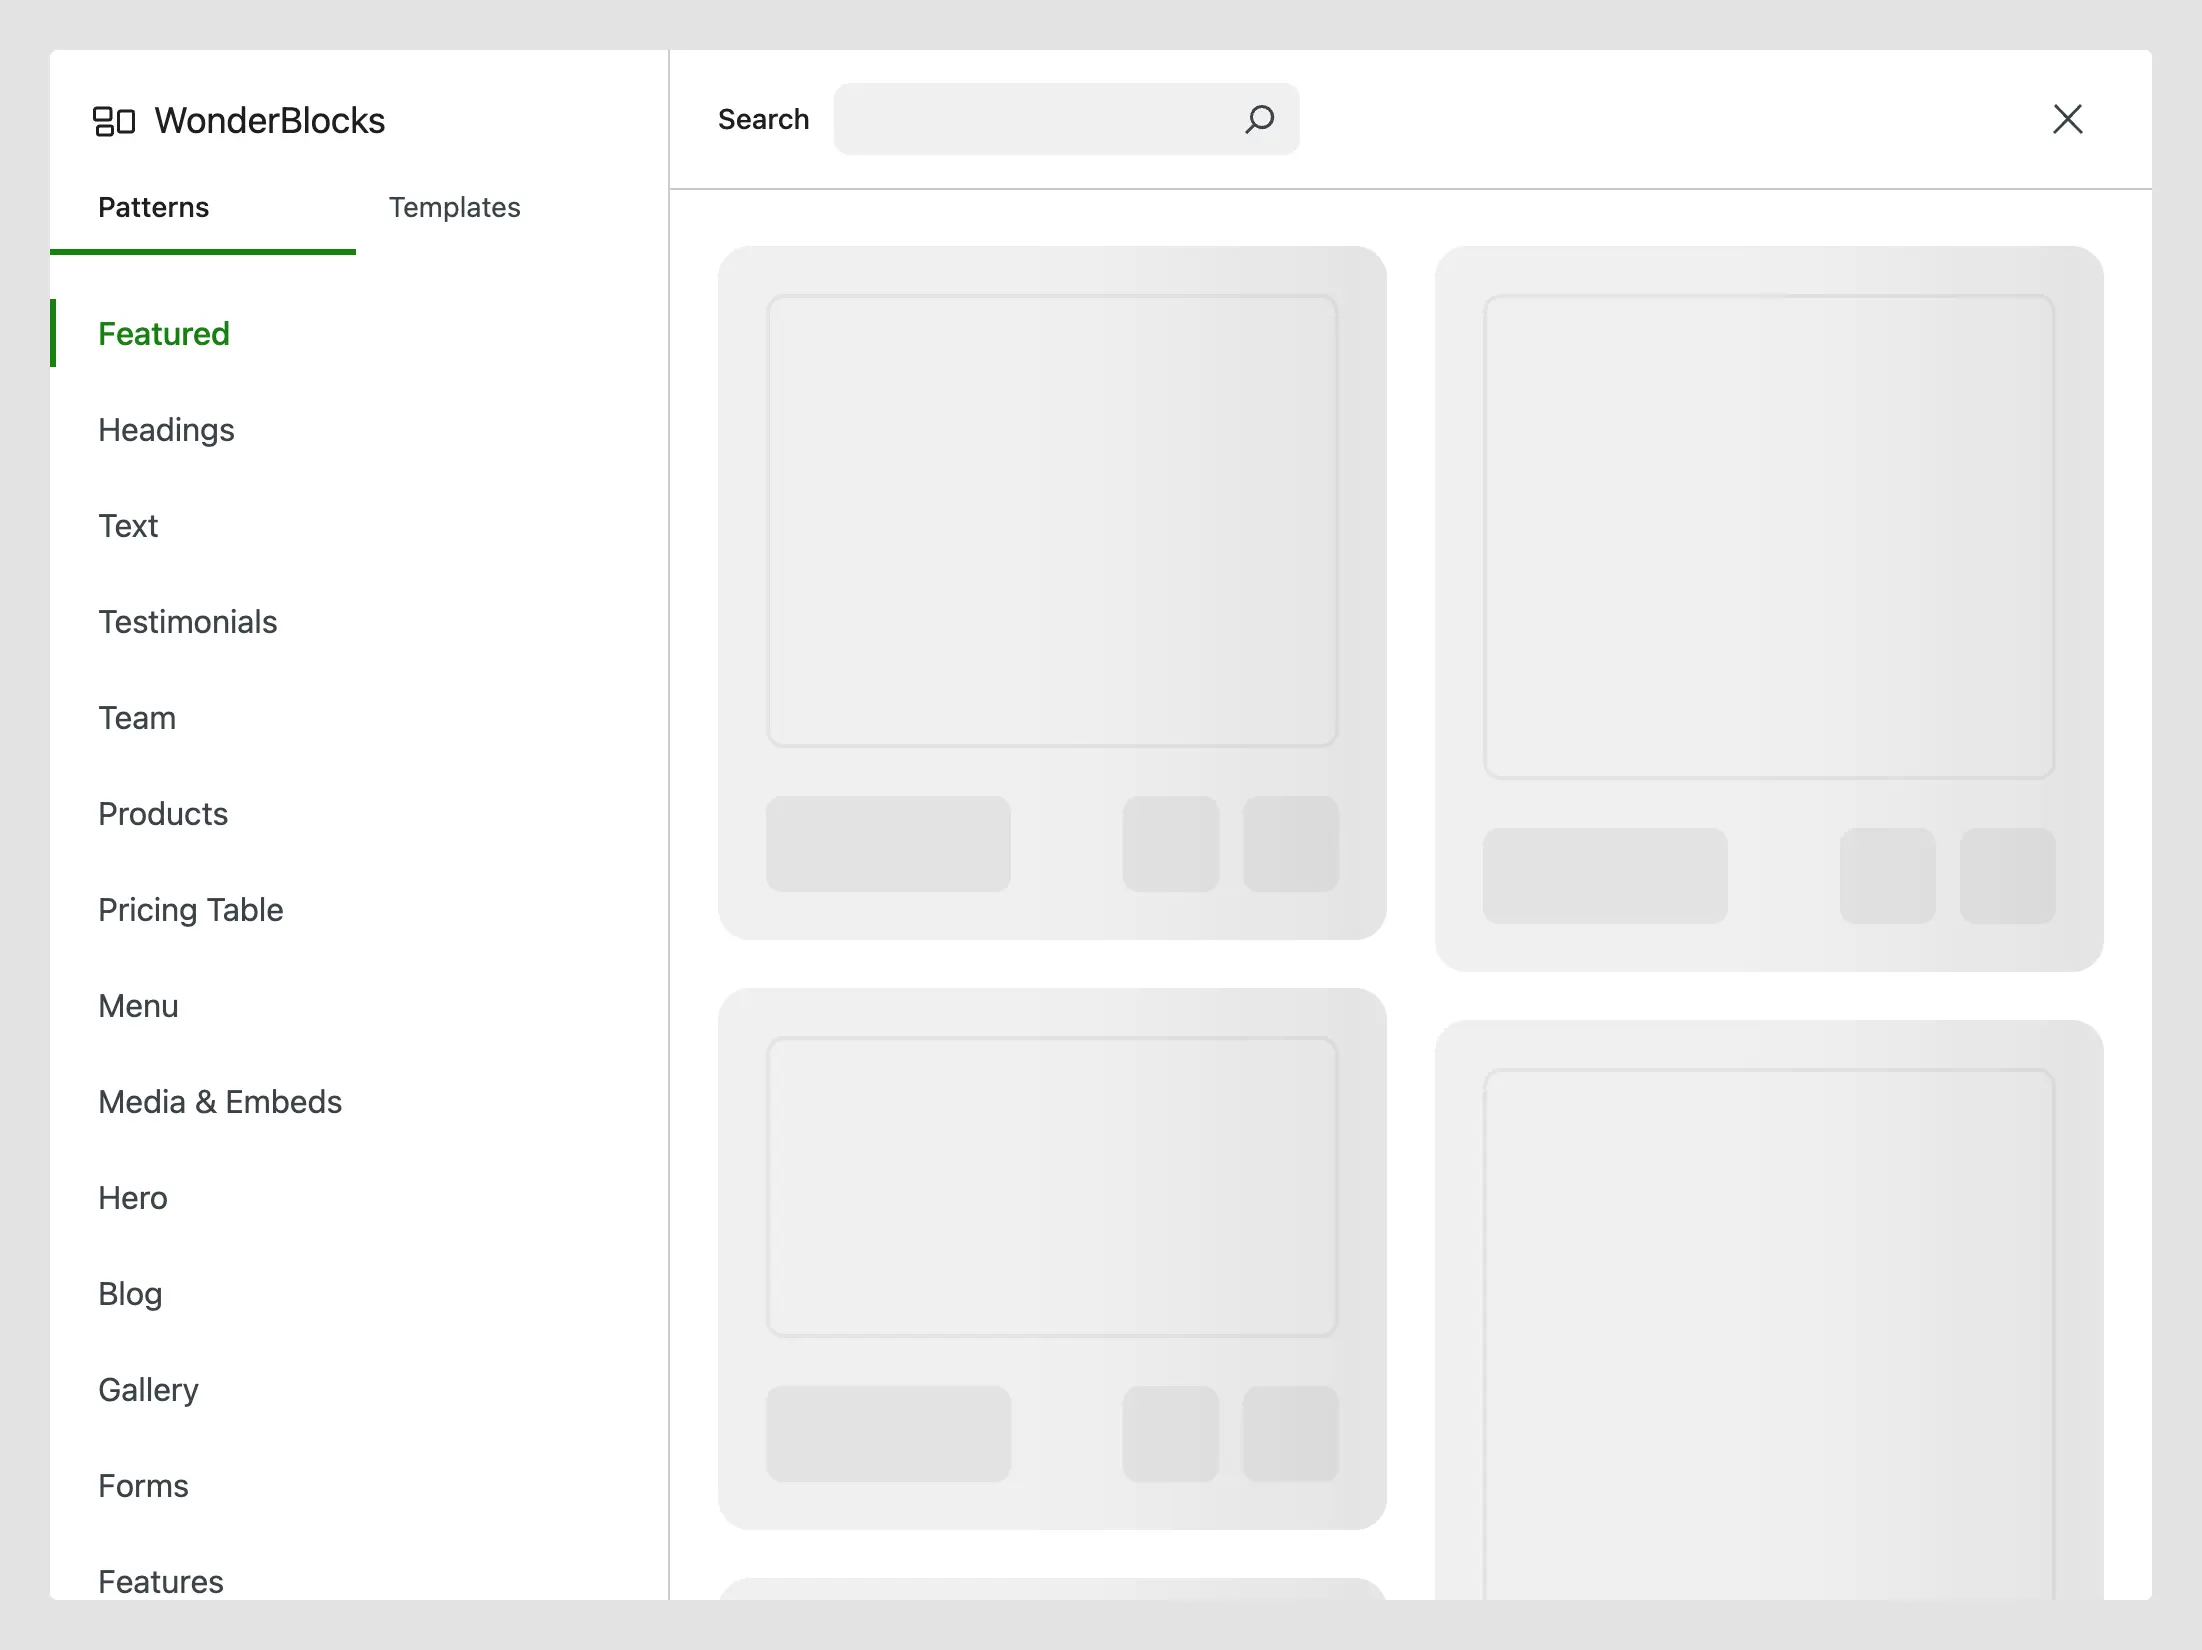 WonderBlocks
Patterns
Templates
Featured
Headings
Text
Testimonials
Team
Products
Pricing Table
Menu
Media & Embeds
Hero
Blog
Gallery
Forms
Features
Search